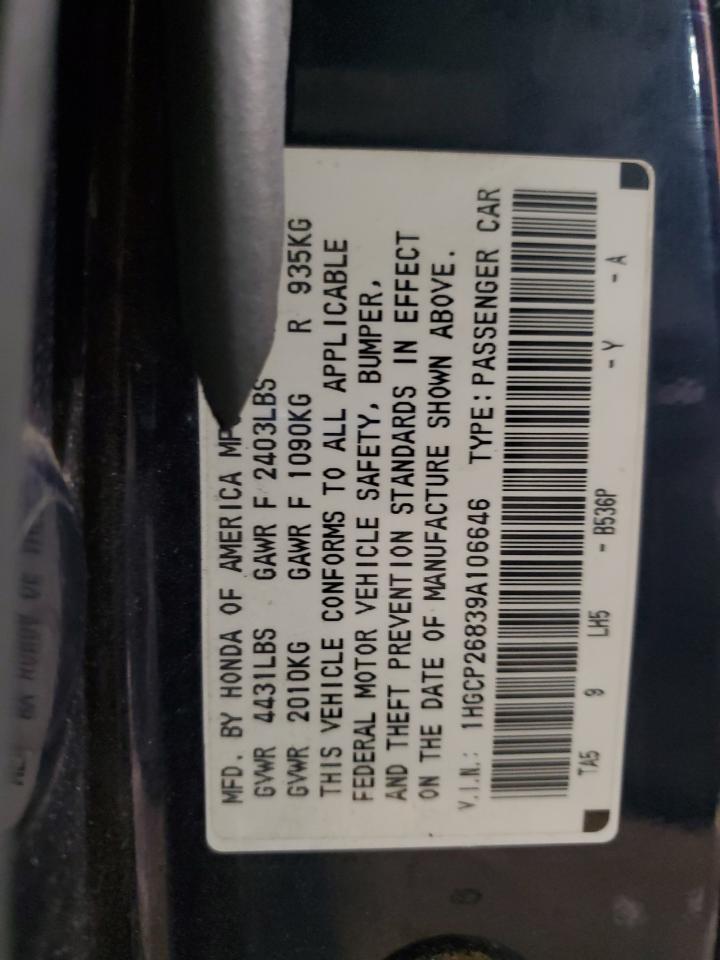 MFD. BY HONDA OF AMERICA
GVWR 4431LBS GAWR F 2403LBS
GVWR 2010KG GAWR F 1090KG R 935KG
THIS VEHICLE CONFORMS TO ALL APPLICABLE
FEDERAL MOTOR VEHICLE SAFETY, BUMPER,
AND THEFT PREVENTION STANDARDS IN EFFECT
ON THE DATE OF MANUFACTURE SHOWN ABOVE.
V.I.N.: 1HGCP26839A106646 TYPE: PASSENGER CAR
TA5 9 LH5 - B536P -Y -A